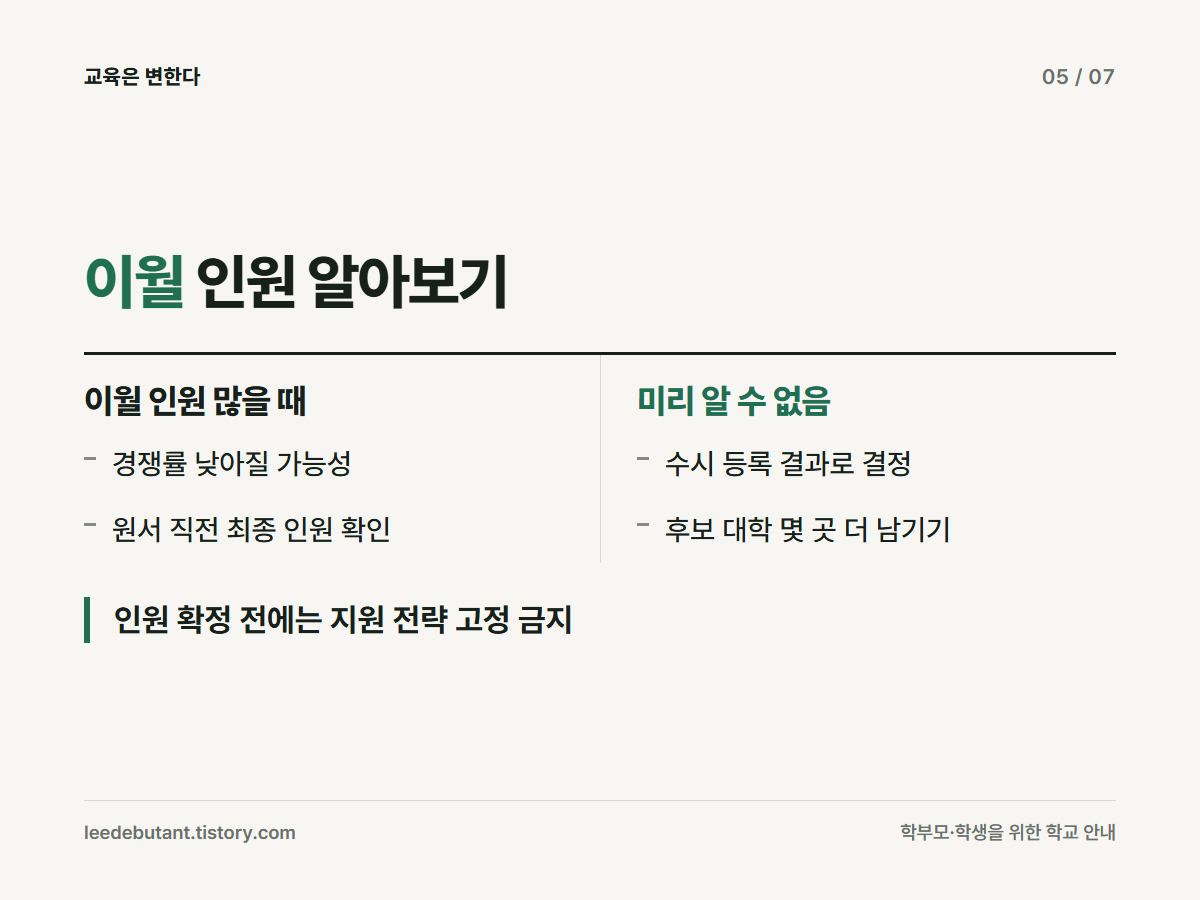 교육은 변한다
05 / 07
이월 인원 알아보기
이월 인원 많을 때
– 경쟁률 낮아질 가능성
– 원서 직전 최종 인원 확인
미리 알 수 없음
– 수시 등록 결과로 결정
– 후보 대학 몇 곳 더 남기기
인원 확정 전에는 지원 전략 고정 금지
leedebutant.tistory.com
학부모·학생을 위한 학교 안내